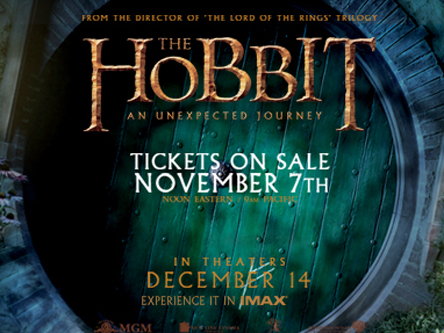 FROM THE DIRECTOR OF "THE LORD OF THE RINGS" TRILOGY
THE
HOBBIT
AN UNEXPECTED JOURNEY
TICKETS ON SALE
NOVEMBER 7TH
NOON EASTERN / 9AM PACIFIC
IN THEATERS
DECEMBER 14
EXPERIENCE IT IN IMAX
MGM